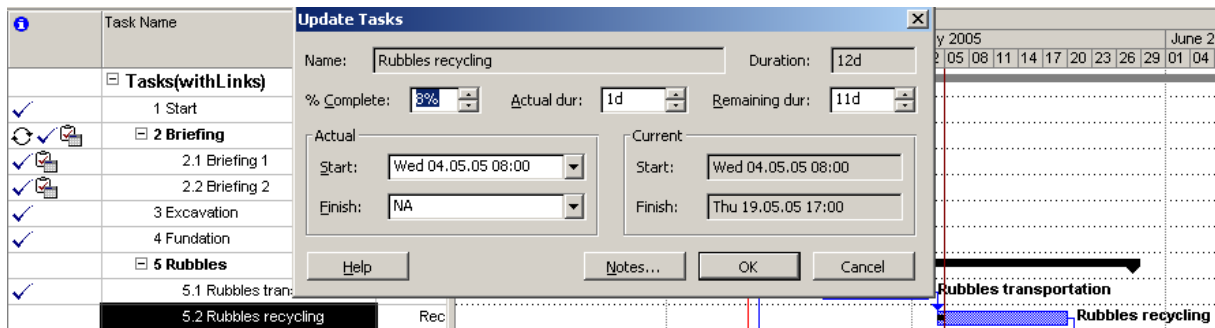 Task Name
Update Tasks
y 2005
June 2
05 08 11 14 17 20 23 26 29 01 04
Name: Rubbles recycling Duration: 12d
% Complete: 8% Actual dur: 1d Remaining dur: 11d
Actual
Start: Wed 04.05.05 08:00
Finish: NA
Current
Start: Wed 04.05.05 08:00
Finish: Thu 19.05.05 17:00
Help Notes... OK Cancel
Tasks(withLinks)
1 Start
2 Briefing
2.1 Briefing 1
2.2 Briefing 2
3 Excavation
4 Fundation
5 Rubbles
5.1 Rubbles tran
Rubbles transportation
5.2 Rubbles recycling Rec
Rubbles recycling